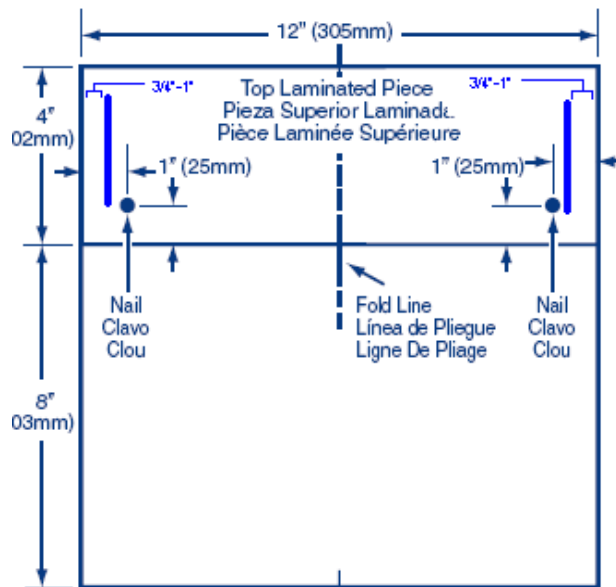 12" (305mm)
3/4"-1"
3/4"-1"
Top Laminated Piece
Pieza Superior Laminada
Pièce Laminée Supérieure
4"
02mm)
1" (25mm)
1" (25mm)
Nail
Clavo
Clou
Fold Line
Línea de Pliegue
Ligne De Pliage
Nail
Clavo
Clou
8"
03mm)